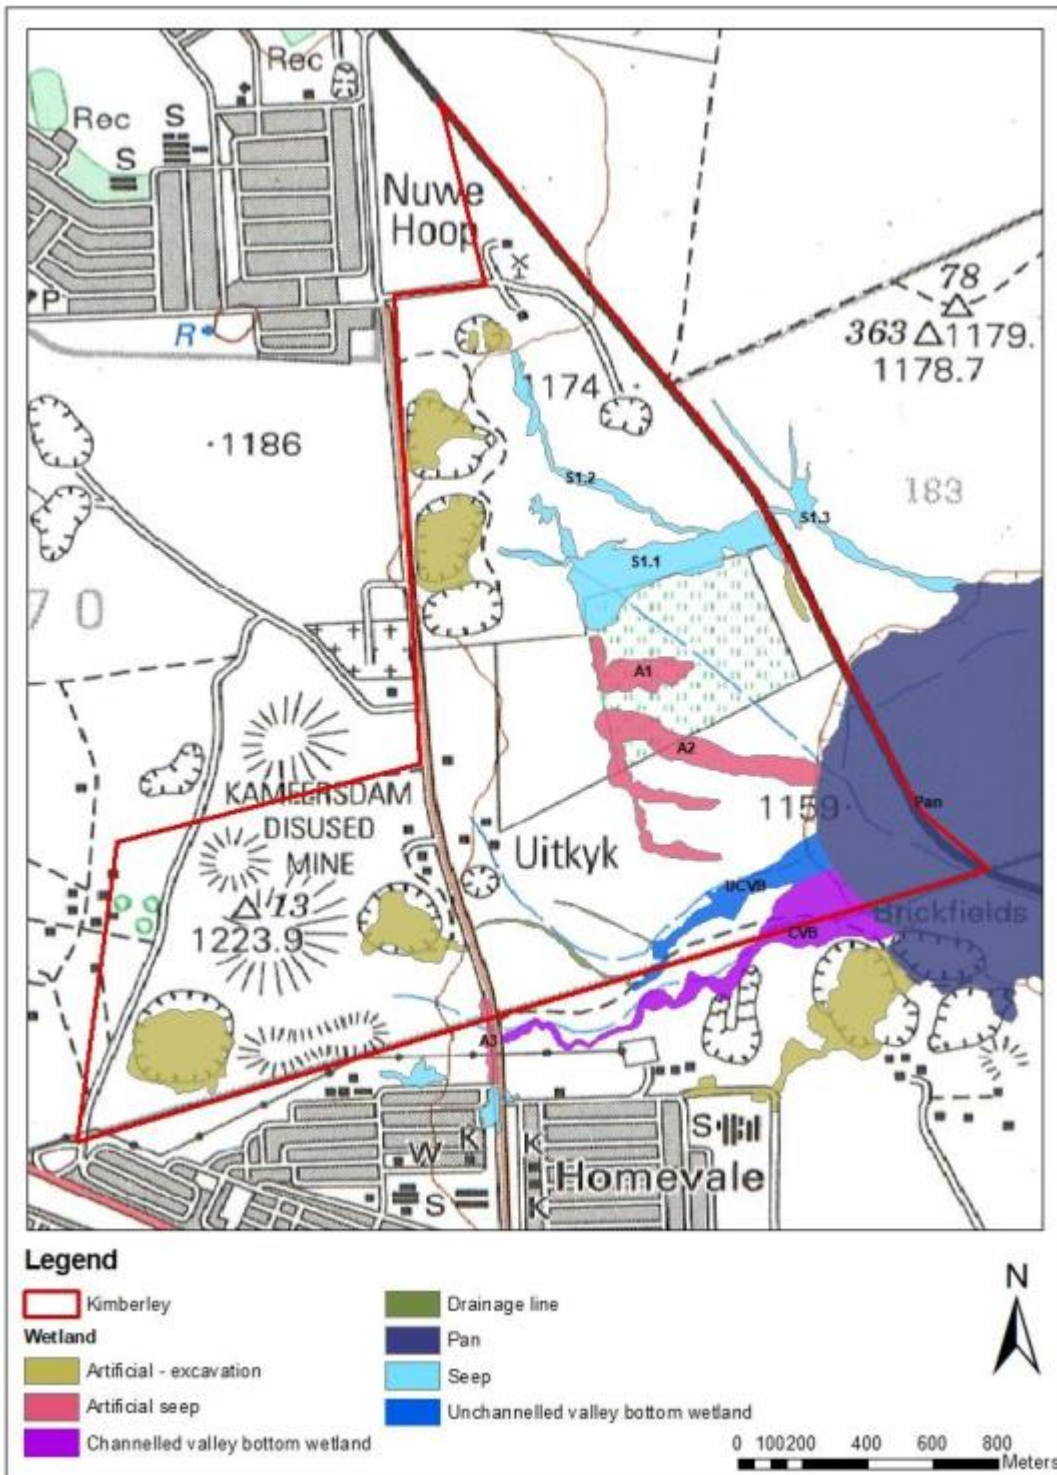 Rec
Rec
S
S
Nuwe
Hoop
P
R
78
363 1179.
1178.7
1174
1186
S1.2
183
S1.3
S1.1
70
A1
A2
KAMEERSDAM
DISUSED
MINE
1159
Pan
Uitkyk
UCVB
13
1223.9
Brickfields
CVB
A3
W
K
K
S
S
K
Homevale
Legend
Kimberley
Wetland
Artificial - excavation
Artificial seep
Channelled valley bottom wetland
Drainage line
Pan
Seep
Unchannelled valley bottom wetland
N
0 100 200 400 600 800
Meters